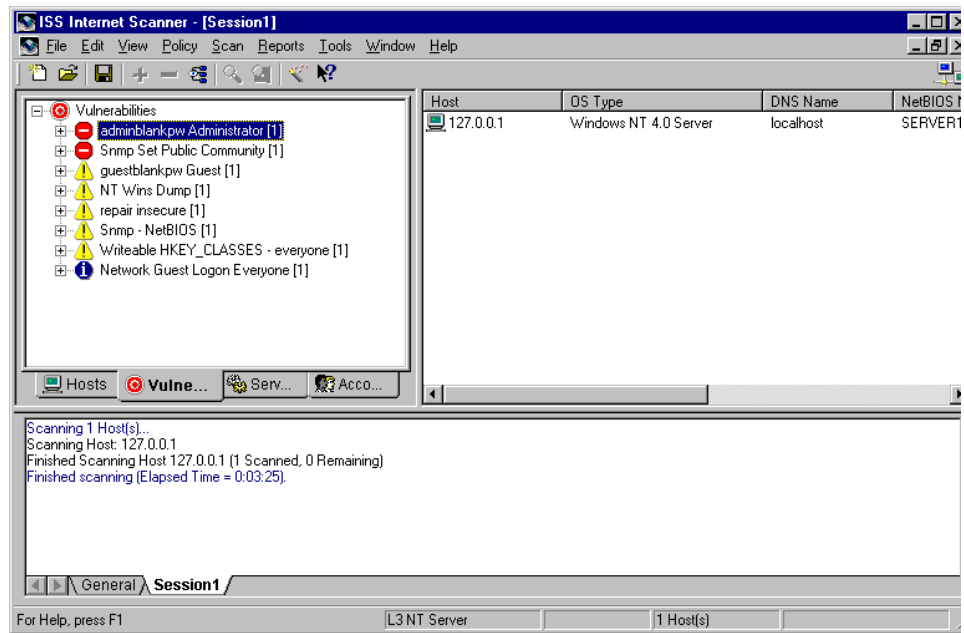 ISS Internet Scanner - [Session1]
File Edit View Policy Scan Reports Tools Window Help
Vulnerabilities
adminblankpw Administrator [1]
Snmp Set Public Community [1]
guestblankpw Guest [1]
NT Wins Dump [1]
repair insecure [1]
Snmp - NetBIOS [1]
Writeable HKEY_CLASSES - everyone [1]
Network Guest Logon Everyone [1]
Hosts Vulne... Serv... Acco...
Host OS Type DNS Name NetBIOS
127.0.0.1 Windows NT 4.0 Server localhost SERVER1
Scanning 1 Host(s)...
Scanning Host: 127.0.0.1
Finished Scanning Host 127.0.0.1 (1 Scanned, 0 Remaining)
Finished scanning (Elapsed Time = 0:03:25).
General Session1
For Help, press F1 L3 NT Server 1 Host(s)